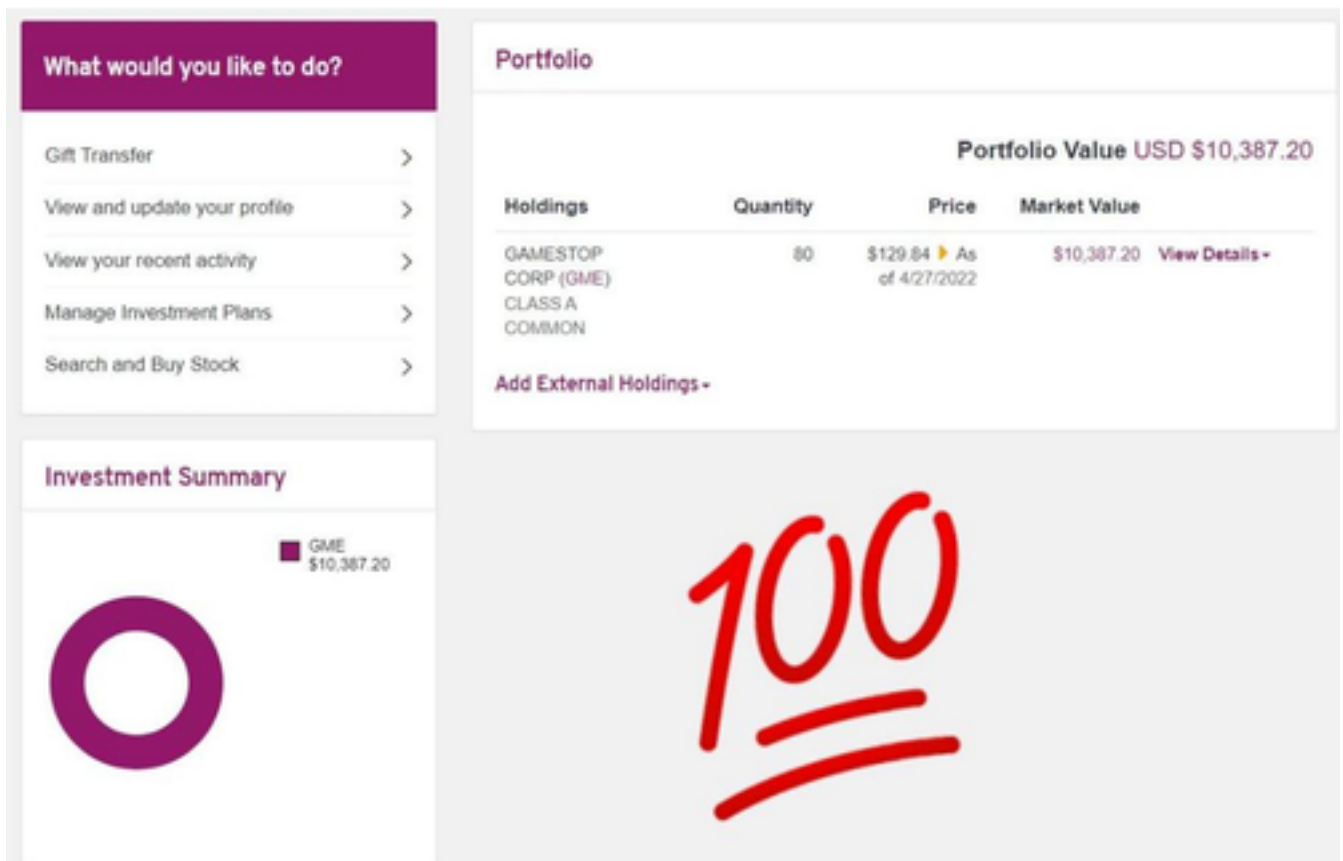 What would you like to do?
Gift Transfer
View and update your profile
View your recent activity
Manage Investment Plans
Search and Buy Stock
Portfolio
Portfolio Value USD $10,387.20
Holdings Quantity Price Market Value
GAMESTOP 80 $129.84 As $10,387.20 View Details
CORP (GME) of 4/27/2022
CLASS A
COMMON
Add External Holdings
Investment Summary
GME
$10,387.20
100